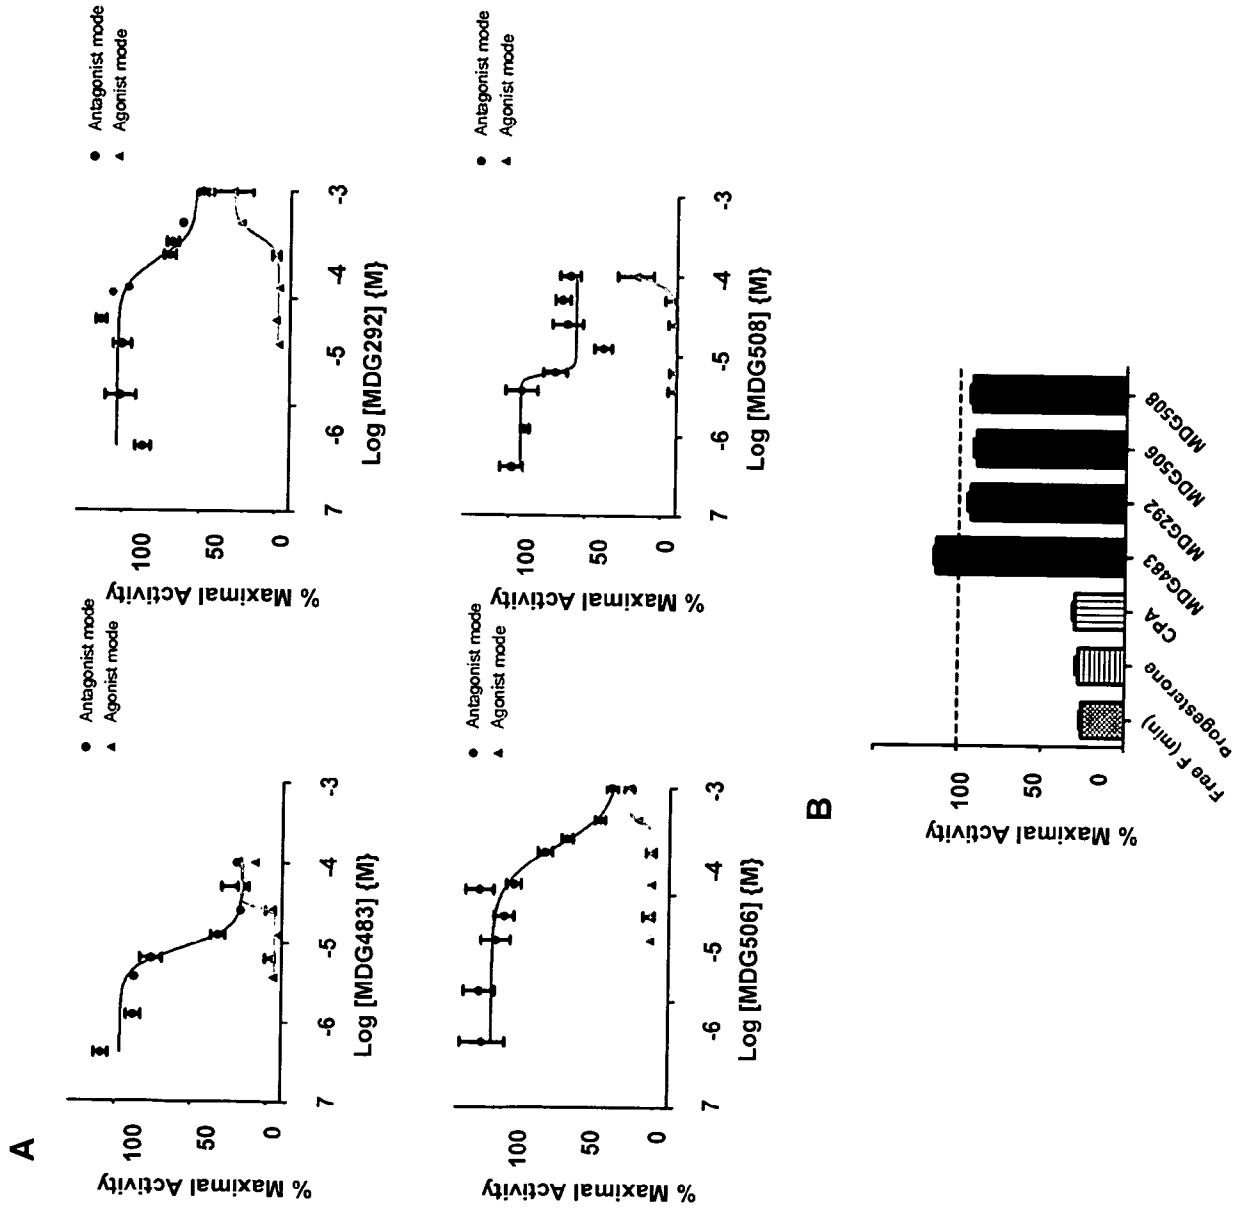 A
Antagonist mode
Agonist mode
% Maximal Activity
100
50
0
7
-6
-5
-4
-3
Log [MDG483] {M}
Antagonist mode
Agonist mode
% Maximal Activity
100
50
0
7
-6
-5
-4
-3
Log [MDG292] {M}
Antagonist mode
Agonist mode
% Maximal Activity
100
50
0
7
-6
-5
-4
-3
Log [MDG506] {M}
Antagonist mode
Agonist mode
% Maximal Activity
100
50
0
7
-6
-5
-4
-3
Log [MDG508] {M}
B
% Maximal Activity
100
50
0
Free F (min)
Progesterone
CPA
MDG483
MDG292
MDG506
MDG508